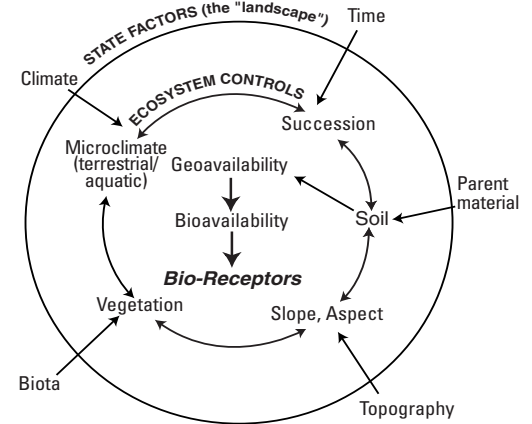 STATE FACTORS (the "landscape")
Time
Climate
ECOSYSTEM CONTROLS
Succession
Microclimate
(terrestrial/
aquatic)
Geoavailability
Parent
material
Bioavailability
Soil
Bio-Receptors
Vegetation
Slope, Aspect
Biota
Topography